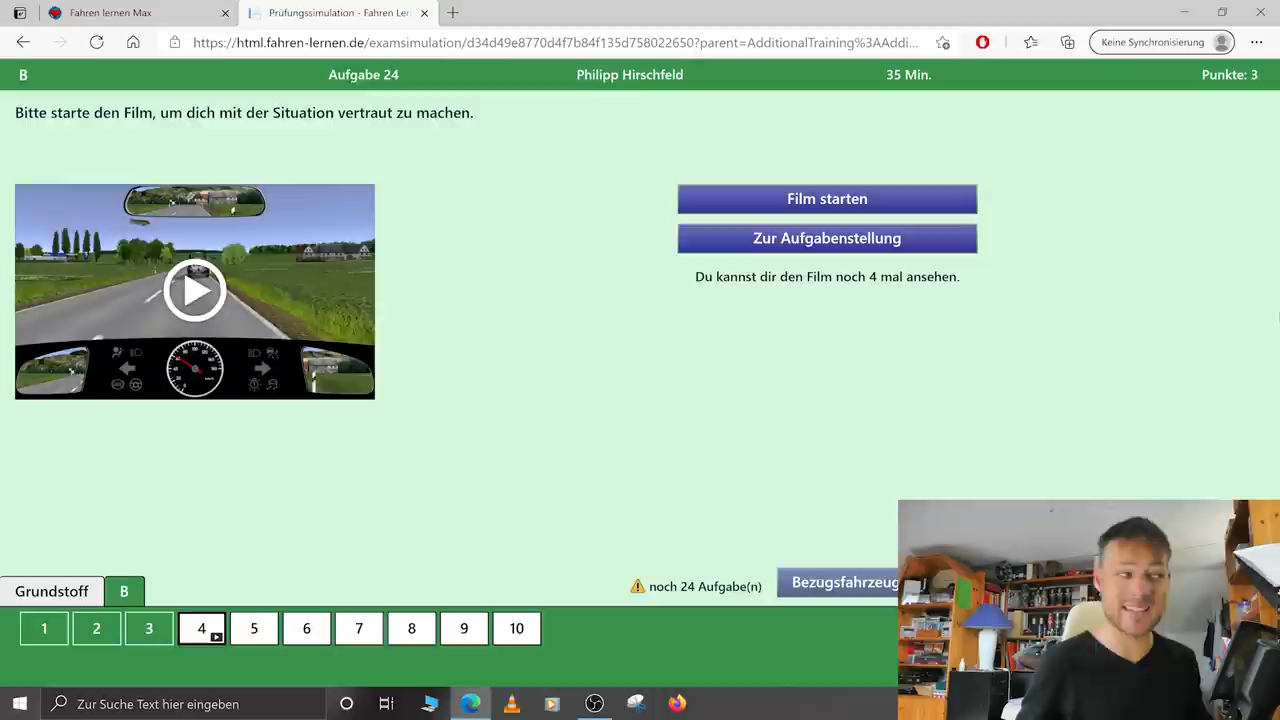 Fahren lernen Max
Prüfungssimulation - Fahren Ler
https://html.fahren-lernen.de/examsimulation/d34d49e8770d4f7b84f135d758022650?parent=AdditionalTraining%3AAddi...
Keine Synchronisierung
B
Aufgabe 24
Philipp Hirschfeld
35 Min.
Punkte: 3
Bitte starte den Film, um dich mit der Situation vertraut zu machen.
Film starten
Zur Aufgabenstellung
Du kannst dir den Film noch 4 mal ansehen.
noch 24 Aufgabe(n)
Bezugsfahrzeug
Grundstoff
B
1
2
3
4
5
6
7
8
9
10
Zur Suche Text hier eingeben